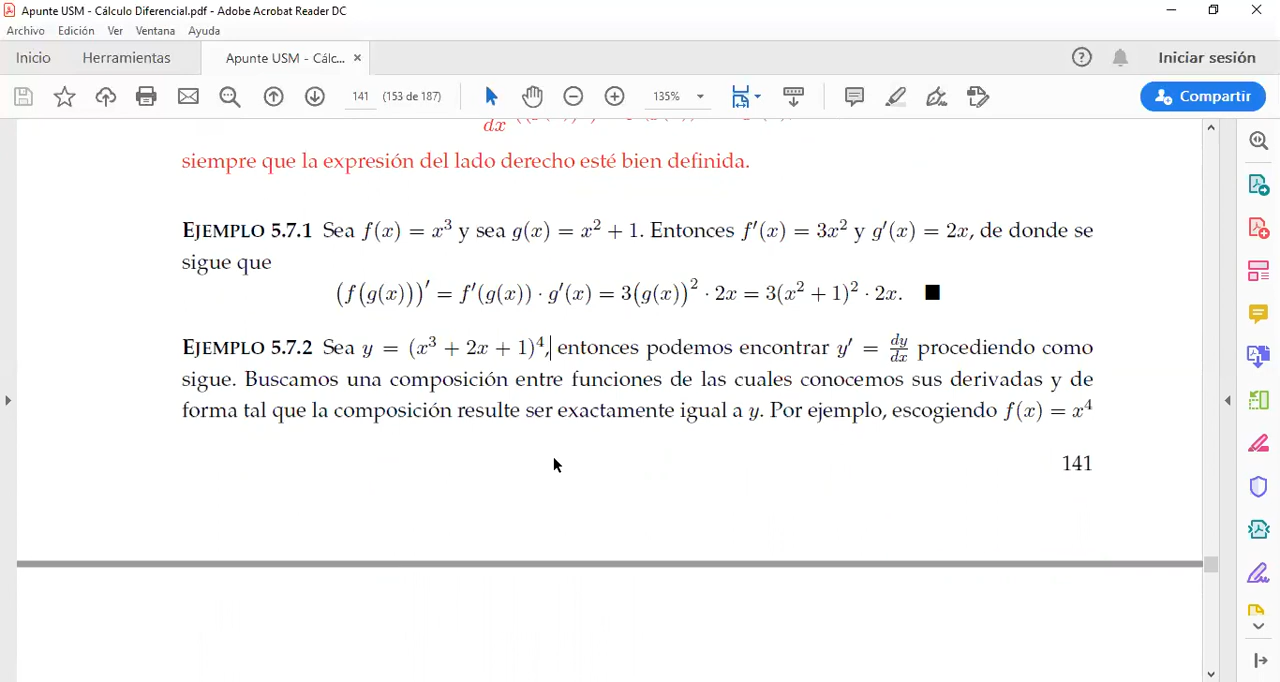 Apunte USM - Cálculo Diferencial.pdf - Adobe Acrobat Reader DC
Archivo Edición Ver Ventana Ayuda
Inicio Herramientas Apunte USM - Cálc... × Iniciar sesión
141 (153 de 187) 135% Compartir
dx
siempre que la expresión del lado derecho esté bien definida.
EJEMPLO 5.7.1 Sea f(x) = x³ y sea g(x) = x² + 1. Entonces f′(x) = 3x² y g′(x) = 2x, de donde se
sigue que
(f(g(x)))′ = f′(g(x)) · g′(x) = 3(g(x))² · 2x = 3(x² + 1)² · 2x. ■
EJEMPLO 5.7.2 Sea y = (x³ + 2x + 1)⁴, entonces podemos encontrar y′ = dy/dx procediendo como
sigue. Buscamos una composición entre funciones de las cuales conocemos sus derivadas y de
forma tal que la composición resulte ser exactamente igual a y. Por ejemplo, escogiendo f(x) = x⁴
141